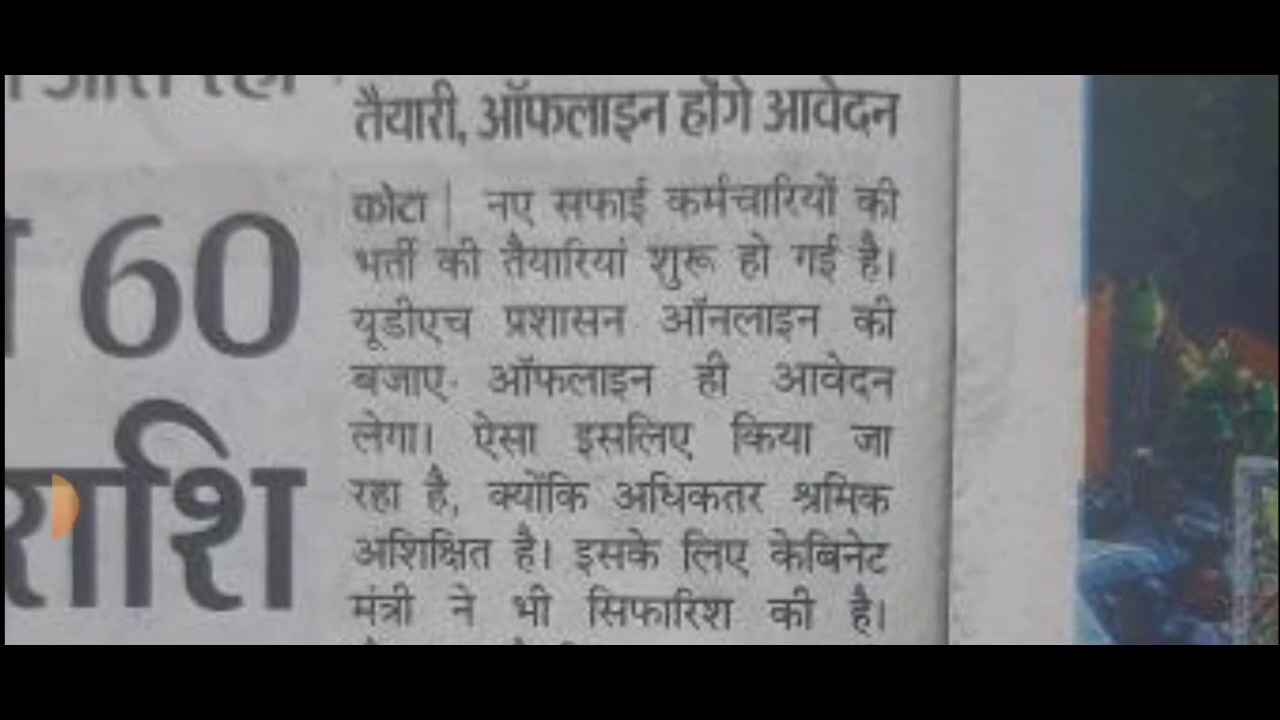 तैयारी, ऑफलाइन होंगे आवेदन
कोटा | नए सफाई कर्मचारियों की
भर्ती की तैयारियां शुरू हो गई है।
यूडीएच प्रशासन ऑनलाइन की
बजाए ऑफलाइन ही आवेदन
लेगा। ऐसा इसलिए किया जा
रहा है, क्योंकि अधिकतर श्रमिक
अशिक्षित है। इसके लिए केबिनेट
मंत्री ने भी सिफारिश की है।
60
राशि